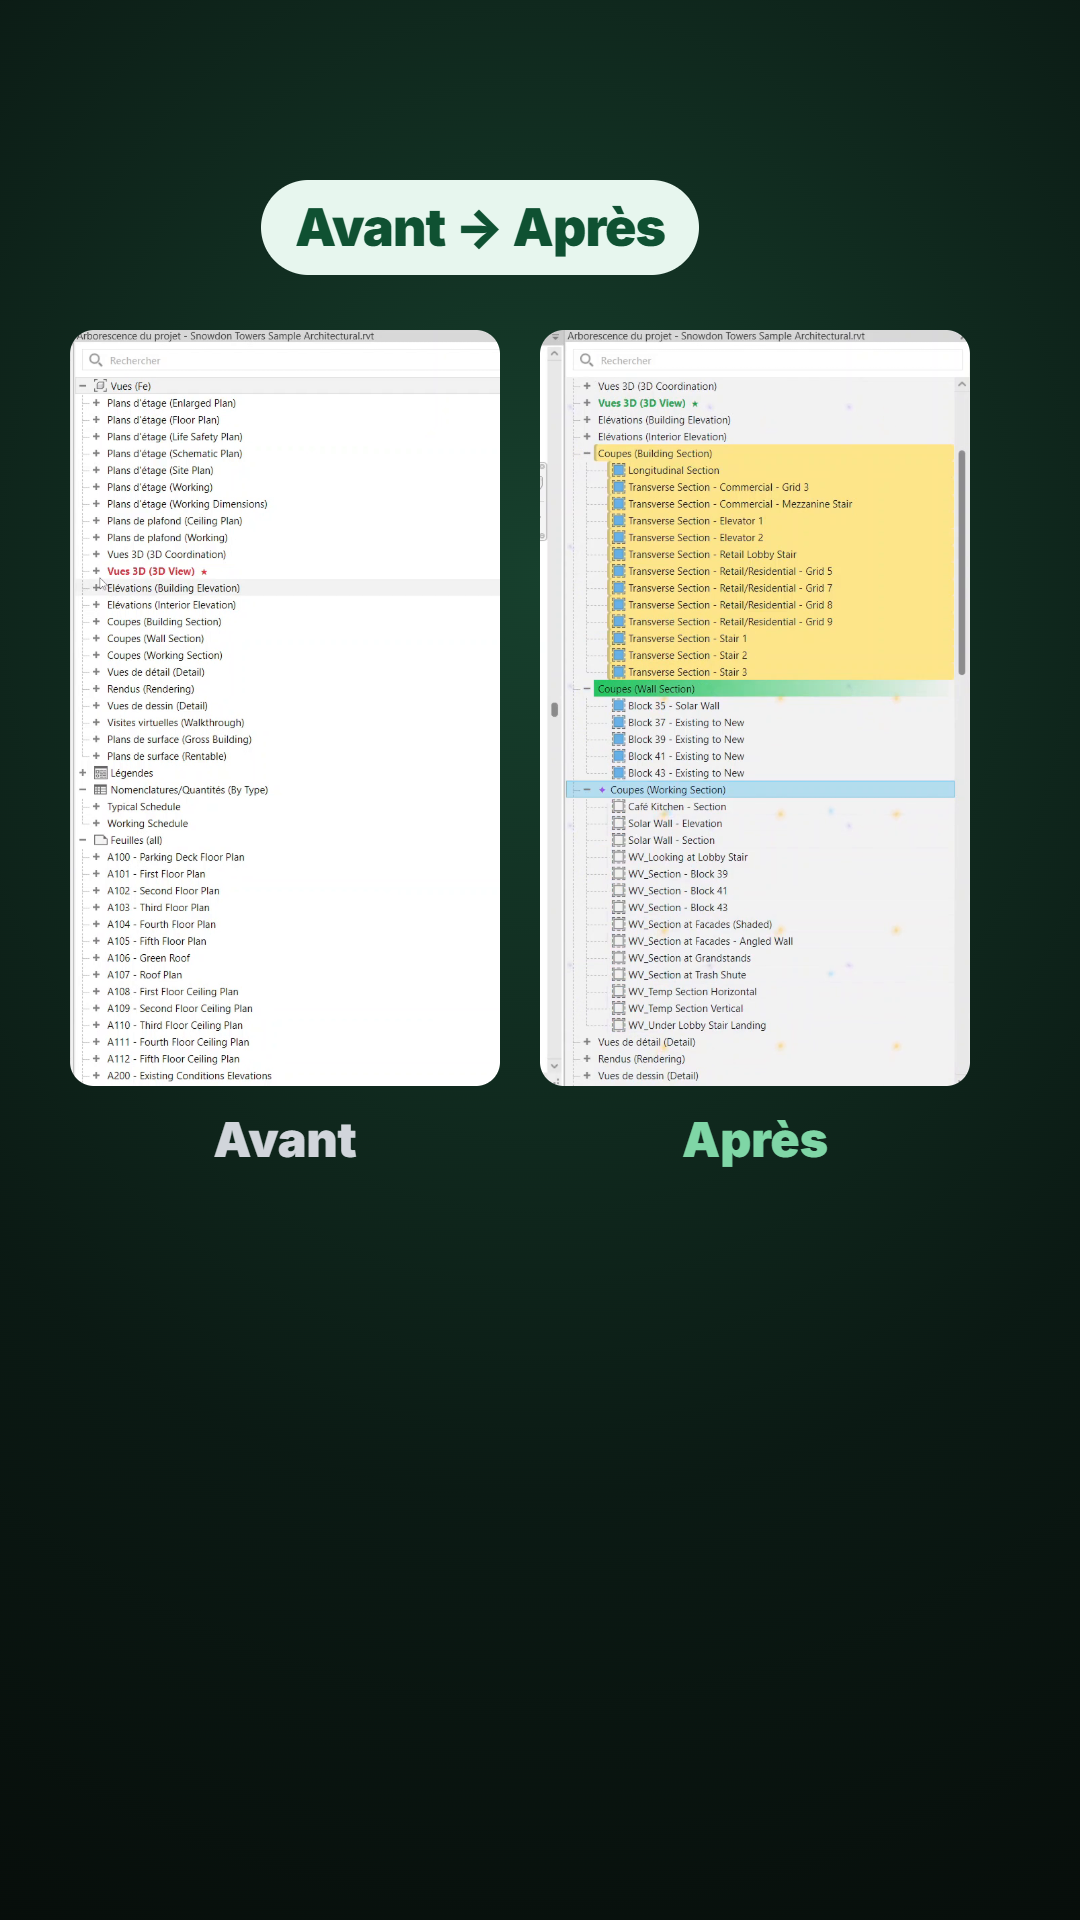 Avant → Après
Arborescence du projet - Snowdon Towers Sample Architectural.rvt
Rechercher
Vues (Fe)
Plans d'étage (Enlarged Plan)
Plans d'étage (Floor Plan)
Plans d'étage (Life Safety Plan)
Plans d'étage (Schematic Plan)
Plans d'étage (Site Plan)
Plans d'étage (Working)
Plans d'étage (Working Dimensions)
Plans de plafond (Ceiling Plan)
Plans de plafond (Working)
Vues 3D (3D Coordination)
Vues 3D (3D View) ★
Elévations (Building Elevation)
Elévations (Interior Elevation)
Coupes (Building Section)
Coupes (Wall Section)
Coupes (Working Section)
Vues de détail (Detail)
Rendus (Rendering)
Vues de dessin (Detail)
Visites virtuelles (Walkthrough)
Plans de surface (Gross Building)
Plans de surface (Rentable)
Légendes
Nomenclatures/Quantités (By Type)
Typical Schedule
Working Schedule
Feuilles (all)
A100 - Parking Deck Floor Plan
A101 - First Floor Plan
A102 - Second Floor Plan
A103 - Third Floor Plan
A104 - Fourth Floor Plan
A105 - Fifth Floor Plan
A106 - Green Roof
A107 - Roof Plan
A108 - First Floor Ceiling Plan
A109 - Second Floor Ceiling Plan
A110 - Third Floor Ceiling Plan
A111 - Fourth Floor Ceiling Plan
A112 - Fifth Floor Ceiling Plan
A200 - Existing Conditions Elevations
Avant
Arborescence du projet - Snowdon Towers Sample Architectural.rvt
Rechercher
Vues 3D (3D Coordination)
Vues 3D (3D View) ★
Elévations (Building Elevation)
Elévations (Interior Elevation)
Coupes (Building Section)
Longitudinal Section
Transverse Section - Commercial - Grid 3
Transverse Section - Commercial - Mezzanine Stair
Transverse Section - Elevator 1
Transverse Section - Elevator 2
Transverse Section - Retail Lobby Stair
Transverse Section - Retail/Residential - Grid 5
Transverse Section - Retail/Residential - Grid 7
Transverse Section - Retail/Residential - Grid 8
Transverse Section - Retail/Residential - Grid 9
Transverse Section - Stair 1
Transverse Section - Stair 2
Transverse Section - Stair 3
Coupes (Wall Section)
Block 35 - Solar Wall
Block 37 - Existing to New
Block 39 - Existing to New
Block 41 - Existing to New
Block 43 - Existing to New
Coupes (Working Section)
Café Kitchen - Section
Solar Wall - Elevation
Solar Wall - Section
WV_Looking at Lobby Stair
WV_Section - Block 39
WV_Section - Block 41
WV_Section - Block 43
WV_Section at Facades (Shaded)
WV_Section at Facades - Angled Wall
WV_Section at Grandstands
WV_Section at Trash Shute
WV_Temp Section Horizontal
WV_Temp Section Vertical
WV_Under Lobby Stair Landing
Vues de détail (Detail)
Rendus (Rendering)
Vues de dessin (Detail)
Après